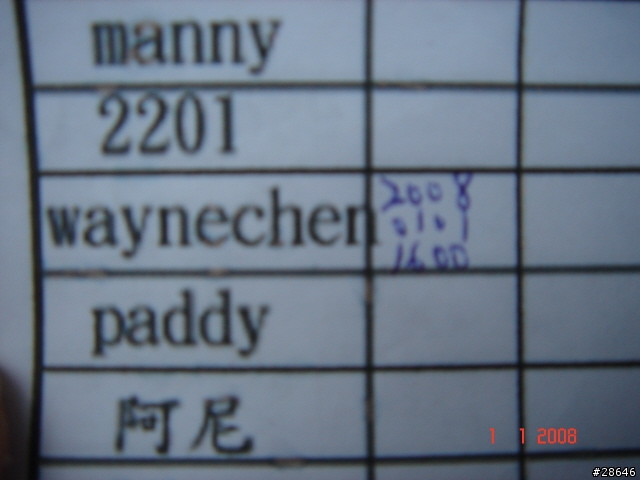 manny
2201
waynechen
2008
0101
1600
paddy
阿尼
1 1 2008
#28646